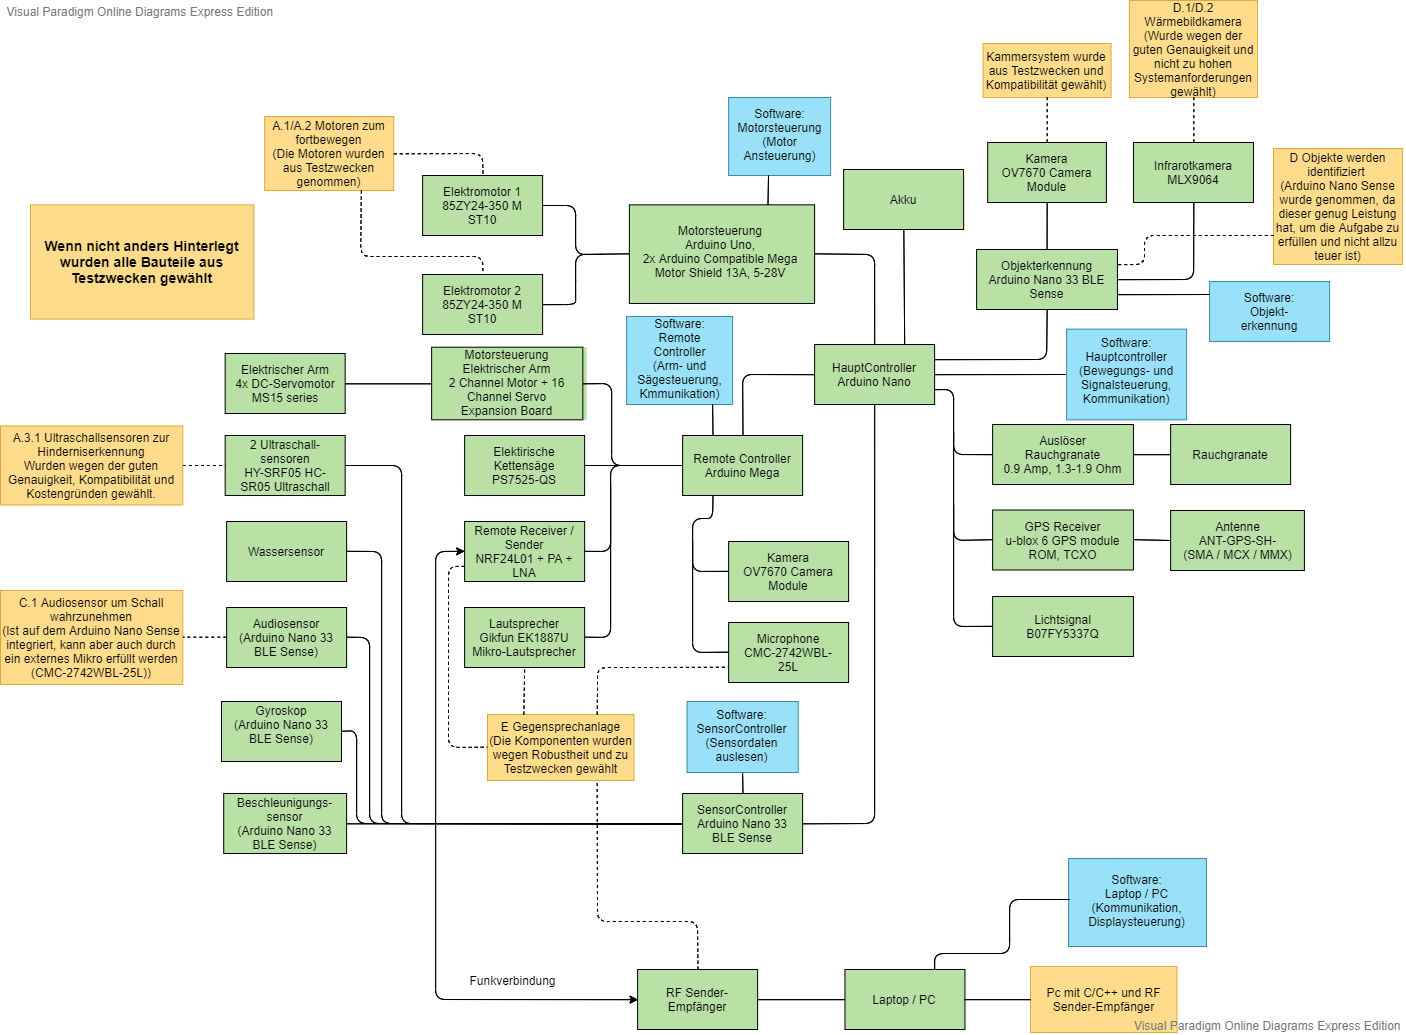 Visual Paradigm Online Diagrams Express Edition
D.1/D.2
Wärmebildkamera
(Wurde wegen der
guten Genauigkeit und
nicht zu hohen
Systemanforderungen
gewählt)
Kammersystem wurde
aus Testzwecken und
Kompatibilität gewählt)
Software:
Motorsteuerung
(Motor
Ansteuerung)
A.1/A.2 Motoren zum
fortbewegen
(Die Motoren wurden
aus Testzwecken
genommen)
Kamera
OV7670 Camera
Module
Infrarotkamera
MLX9064
D Objekte werden
identifiziert
(Arduino Nano Sense
wurde genommen, da
dieser genug Leistung
hat, um die Aufgabe zu
erfüllen und nicht allzu
teuer ist)
Elektromotor 1
85ZY24-350 M
ST10
Akku
Wenn nicht anders Hinterlegt
wurden alle Bauteile aus
Testzwecken gewählt
Motorsteuerung
Arduino Uno,
2x Arduino Compatible Mega
Motor Shield 13A, 5-28V
Objekterkennung
Arduino Nano 33 BLE
Sense
Elektromotor 2
85ZY24-350 M
ST10
Software:
Objekt-
erkennung
Software:
Remote
Controller
(Arm- und
Sägesteuerung,
Kmmunikation)
Software:
Hauptcontroller
(Bewegungs- und
Signalsteuerung,
Kommunikation)
Elektrischer Arm
4x DC-Servomotor
MS15 series
Motorsteuerung
Elektrischer Arm
2 Channel Motor + 16
Channel Servo
Expansion Board
HauptController
Arduino Nano
A.3.1 Ultraschallsensoren zur
Hinderniserkennung
Wurden wegen der guten
Genauigkeit, Kompatibilität und
Kostengründen gewählt.
2 Ultraschall-
sensoren
HY-SRF05 HC-
SR05 Ultraschall
Elektirische
Kettensäge
PS7525-QS
Remote Controller
Arduino Mega
Auslöser
Rauchgranate
0.9 Amp, 1.3-1.9 Ohm
Rauchgranate
Wassersensor
Remote Receiver /
Sender
NRF24L01 + PA +
LNA
Kamera
OV7670 Camera
Module
GPS Receiver
u-blox 6 GPS module
ROM, TCXO
Antenne
ANT-GPS-SH-
(SMA / MCX / MMX)
C.1 Audiosensor um Schall
wahrzunehmen
(Ist auf dem Arduino Nano Sense
integriert, kann aber auch durch
ein externes Mikro erfüllt werden
(CMC-2742WBL-25L))
Audiosensor
(Arduino Nano 33
BLE Sense)
Lautsprecher
Gikfun EK1887U
Mikro-Lautsprecher
Microphone
CMC-2742WBL-
25L
Lichtsignal
B07FY5337Q
Gyroskop
(Arduino Nano 33
BLE Sense)
E Gegensprechanlage
(Die Komponenten wurden
wegen Robustheit und zu
Testzwecken gewählt
Software:
SensorController
(Sensordaten
auslesen)
Beschleunigungs-
sensor
(Arduino Nano 33
BLE Sense)
SensorController
Arduino Nano 33
BLE Sense
Software:
Laptop / PC
(Kommunikation,
Displaysteuerung)
Funkverbindung
RF Sender-
Empfänger
Laptop / PC
Pc mit C/C++ und RF
Sender-Empfänger
Visual Paradigm Online Diagrams Express Edition